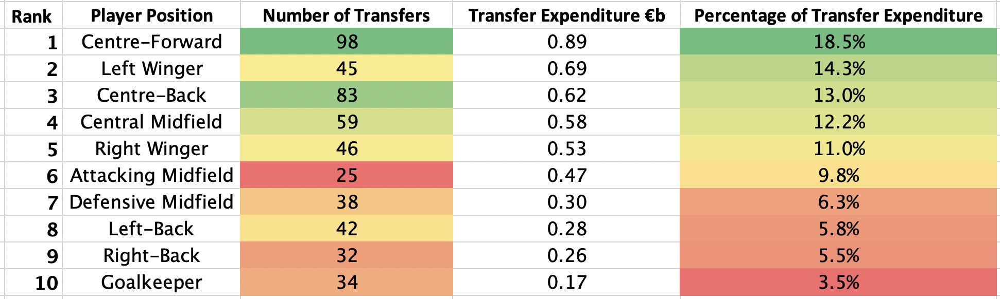 Rank Player Position Number of Transfers Transfer Expenditure €b Percentage of Transfer Expenditure
1 Centre-Forward 98 0.89 18.5%
2 Left Winger 45 0.69 14.3%
3 Centre-Back 83 0.62 13.0%
4 Central Midfield 59 0.58 12.2%
5 Right Winger 46 0.53 11.0%
6 Attacking Midfield 25 0.47 9.8%
7 Defensive Midfield 38 0.30 6.3%
8 Left-Back 42 0.28 5.8%
9 Right-Back 32 0.26 5.5%
10 Goalkeeper 34 0.17 3.5%